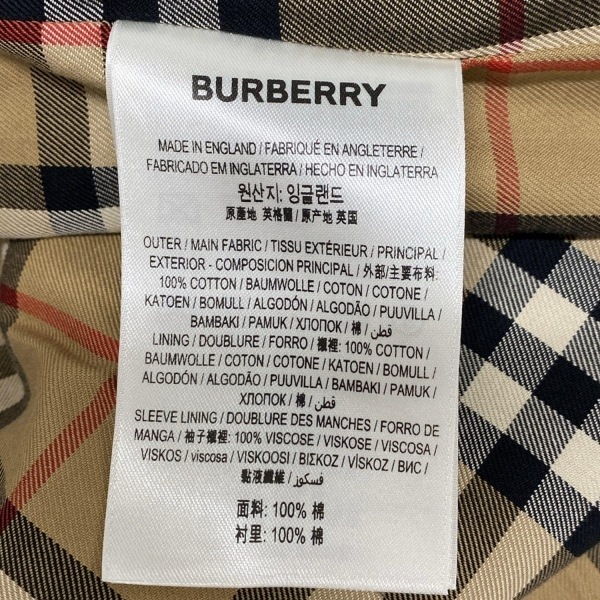 BURBERRY
MADE IN ENGLAND / FABRIQUÉ EN ANGLETERRE /
FABRICADO EM INGLATERRA / HECHO EN INGLATERRA
원산지: 잉글랜드
原產地 英格蘭 / 原产地 英国
OUTER / MAIN FABRIC / TISSU EXTÉRIEUR / PRINCIPAL /
EXTERIOR - COMPOSICION PRINCIPAL / 外部/主要布料:
100% COTTON / BAUMWOLLE / COTON / COTONE /
KATOEN / BOMULL / ALGODÓN / ALGODÃO / PUUVILLA /
BAMBAKI / PAMUK / ХЛОПОК / 棉 / قطن /
LINING / DOUBLURE / FORRO / 襯裡: 100% COTTON /
BAUMWOLLE / COTON / COTONE / KATOEN / BOMULL /
ALGODÓN / ALGODÃO / PUUVILLA / BAMBAKI / PAMUK /
ХЛОПОК / 棉 / قطن /
SLEEVE LINING / DOUBLURE DES MANCHES / FORRO DE
MANGA / 袖子襯裡: 100% VISCOSE / VISKOSE / VISCOSA /
VISKOS / viscosa / VISKOOSI / ΒΙΣΚΟΖ / VİSKOZ / ВИС /
黏液纖維 / فسكوز /
面料: 100% 棉
衬里: 100% 棉